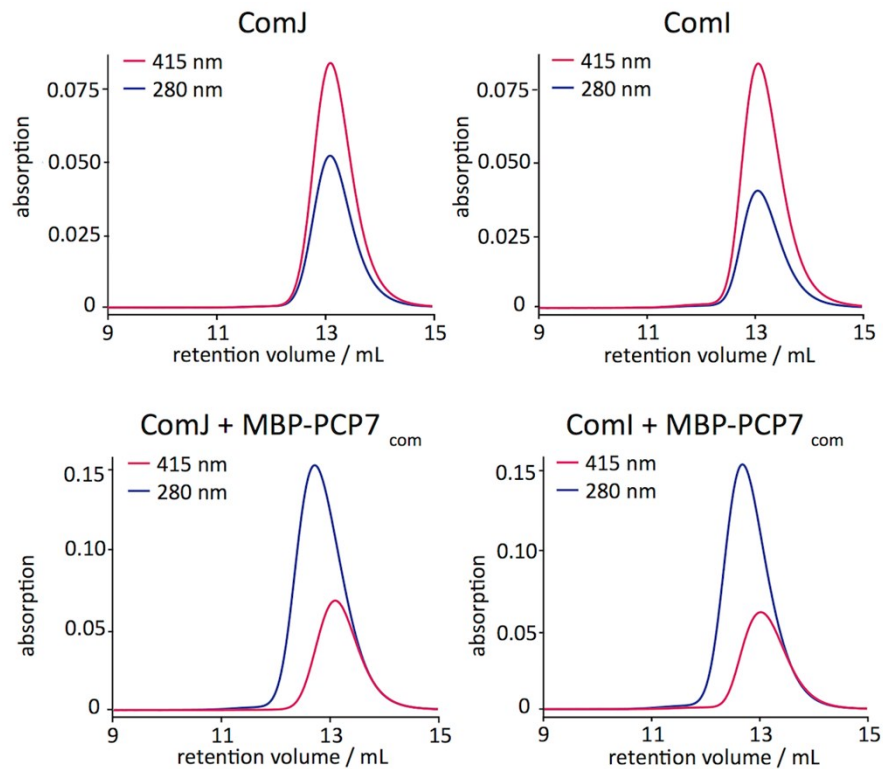 ComJ
415 nm
280 nm
0.075
0.050
0.025
0
absorption
9
11
13
15
retention volume / mL
ComI
415 nm
280 nm
0.075
0.050
0.025
0
absorption
9
11
13
15
retention volume / mL
ComJ + MBP-PCP7 com
415 nm
280 nm
0.15
0.10
0.05
0
absorption
9
11
13
15
retention volume / mL
ComI + MBP-PCP7 com
415 nm
280 nm
0.15
0.10
0.05
0
absorption
9
11
13
15
retention volume / mL